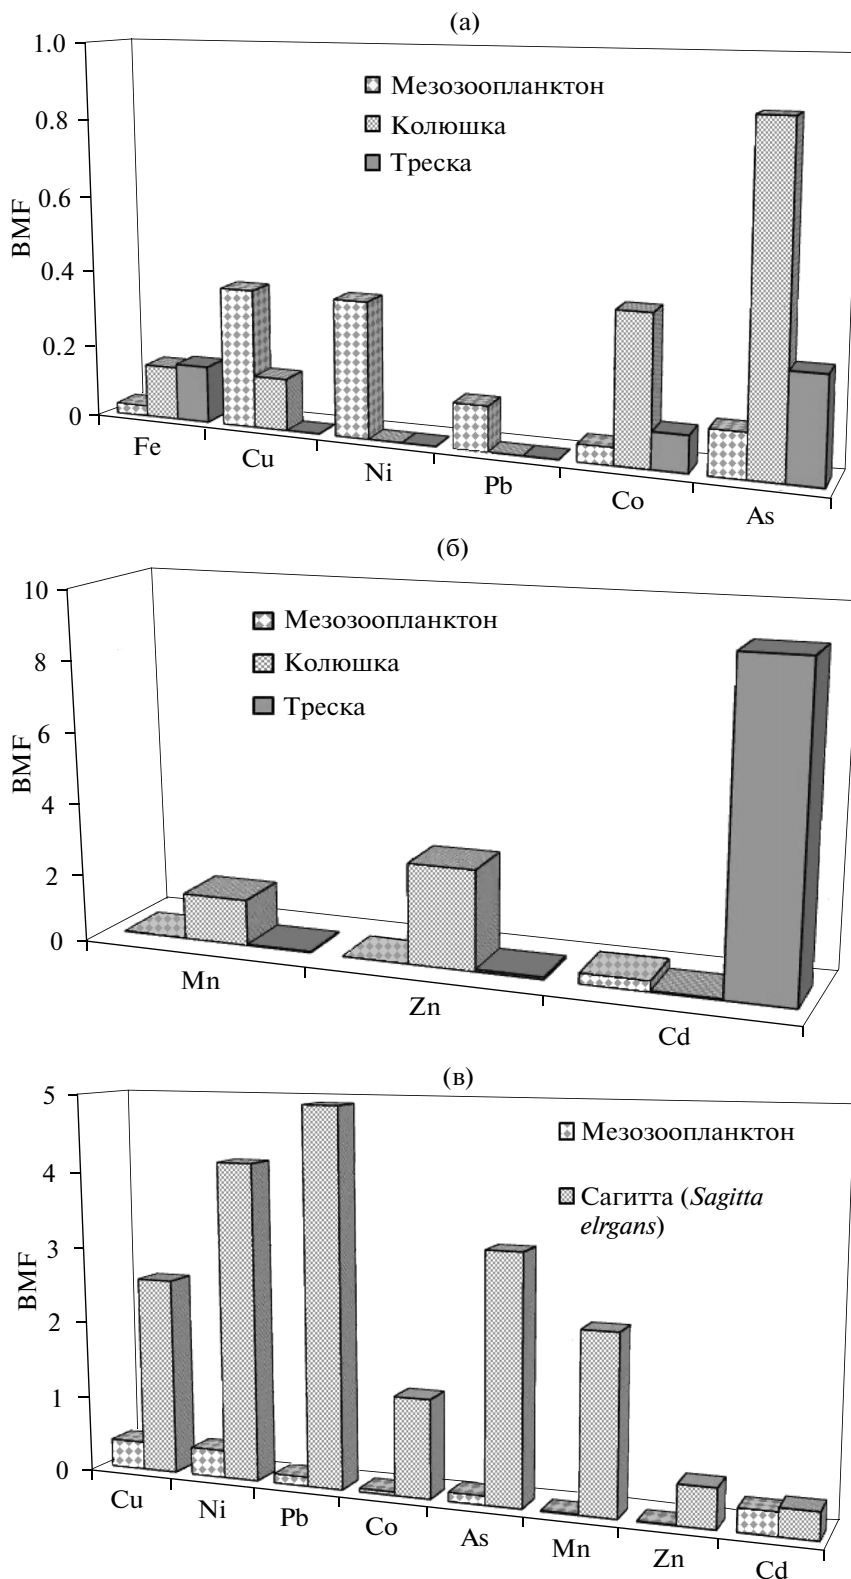 (а)
1.0
0.8
0.6
0.4
0.2
0
BMF
Мезозоопланктон
Колюшка
Треска
Fe
Cu
Ni
Pb
Co
As
(б)
10
8
6
4
2
0
BMF
Мезозоопланктон
Колюшка
Треска
Mn
Zn
Cd
(в)
5
4
3
2
1
0
BMF
Мезозоопланктон
Сагитта (Sagitta
elrgans)
Cu
Ni
Pb
Co
As
Mn
Zn
Cd